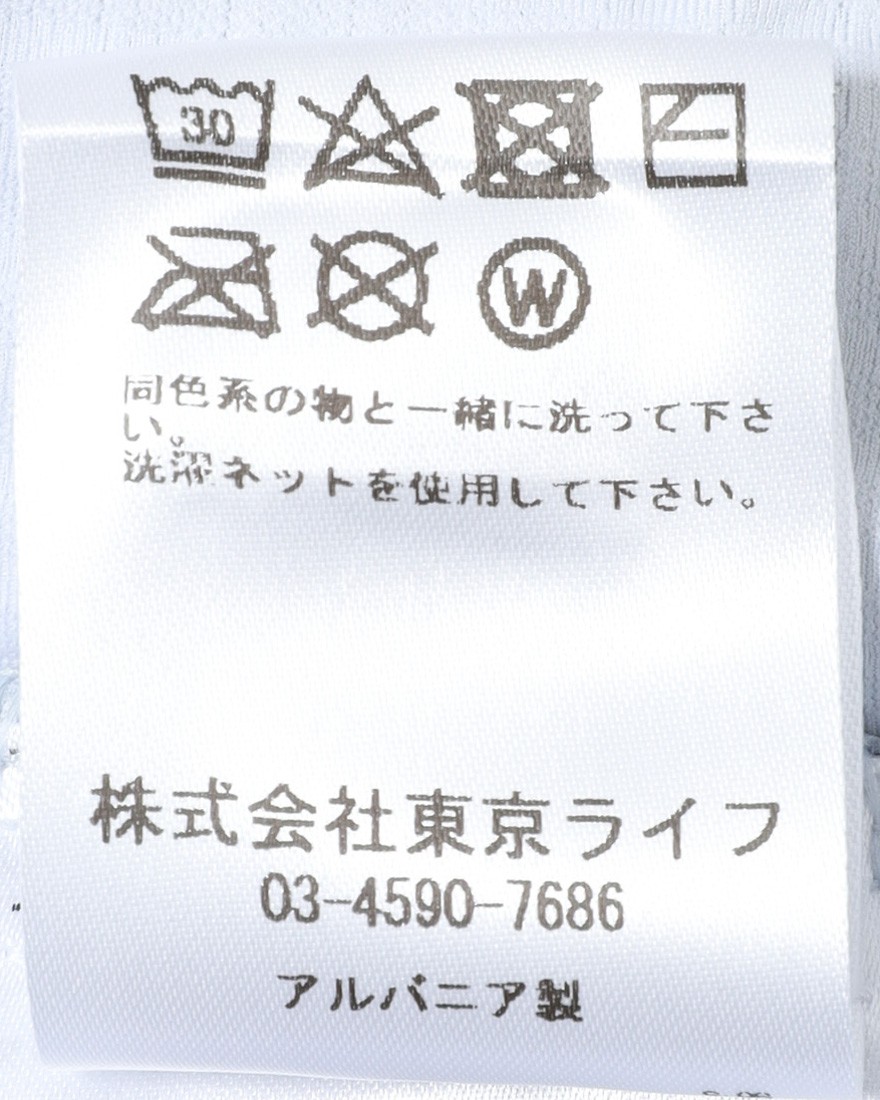 30
W
同色系の物と一緒に洗って下さ
い。
洗濯ネットを使用して下さい。
株式会社東京ライフ
03-4590-7686
アルバニア製